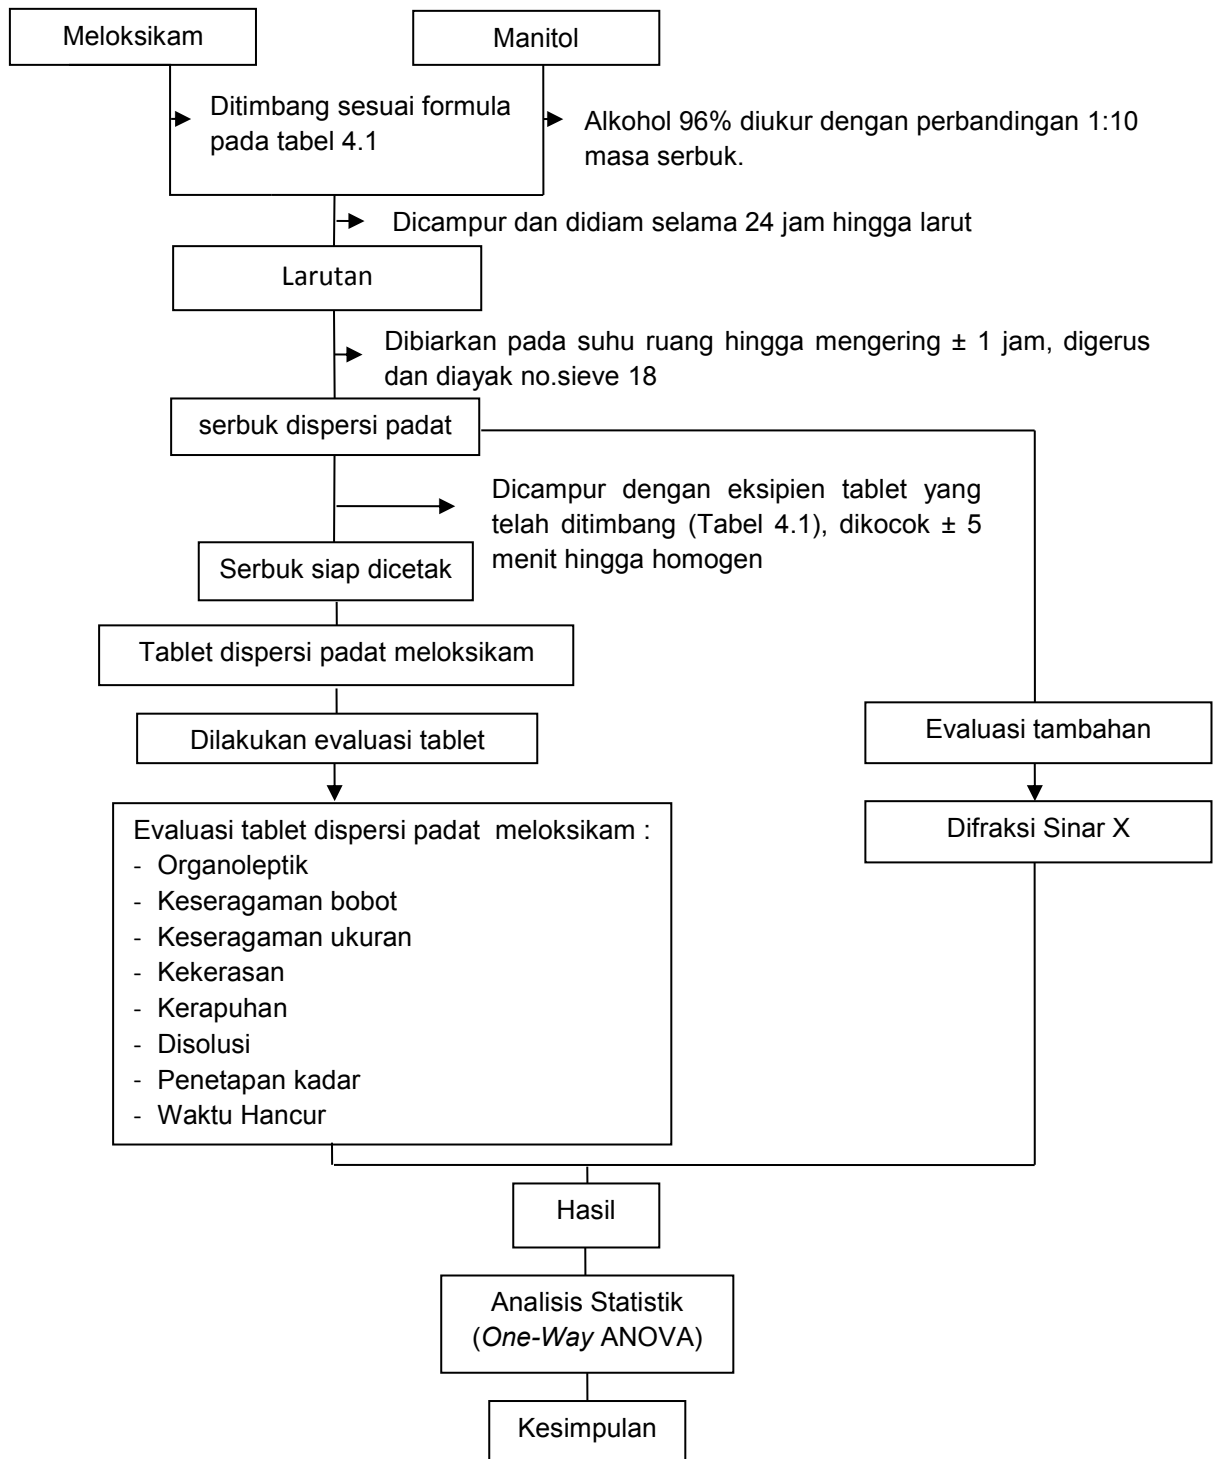 Meloksikam
Manitol
Ditimbang sesuai formula
pada tabel 4.1
Alkohol 96% diukur dengan perbandingan 1:10
masa serbuk.
Dicampur dan didiam selama 24 jam hingga larut
Larutan
Dibiarkan pada suhu ruang hingga mengering ± 1 jam, digerus
dan diayak no.sieve 18
serbuk dispersi padat
Dicampur dengan eksipien tablet yang
telah ditimbang (Tabel 4.1), dikocok ± 5
menit hingga homogen
Serbuk siap dicetak
Tablet dispersi padat meloksikam
Dilakukan evaluasi tablet
Evaluasi tambahan
Difraksi Sinar X
Evaluasi tablet dispersi padat meloksikam :
- Organoleptik
- Keseragaman bobot
- Keseragaman ukuran
- Kekerasan
- Kerapuhan
- Disolusi
- Penetapan kadar
- Waktu Hancur
Hasil
Analisis Statistik
(One-Way ANOVA)
Kesimpulan